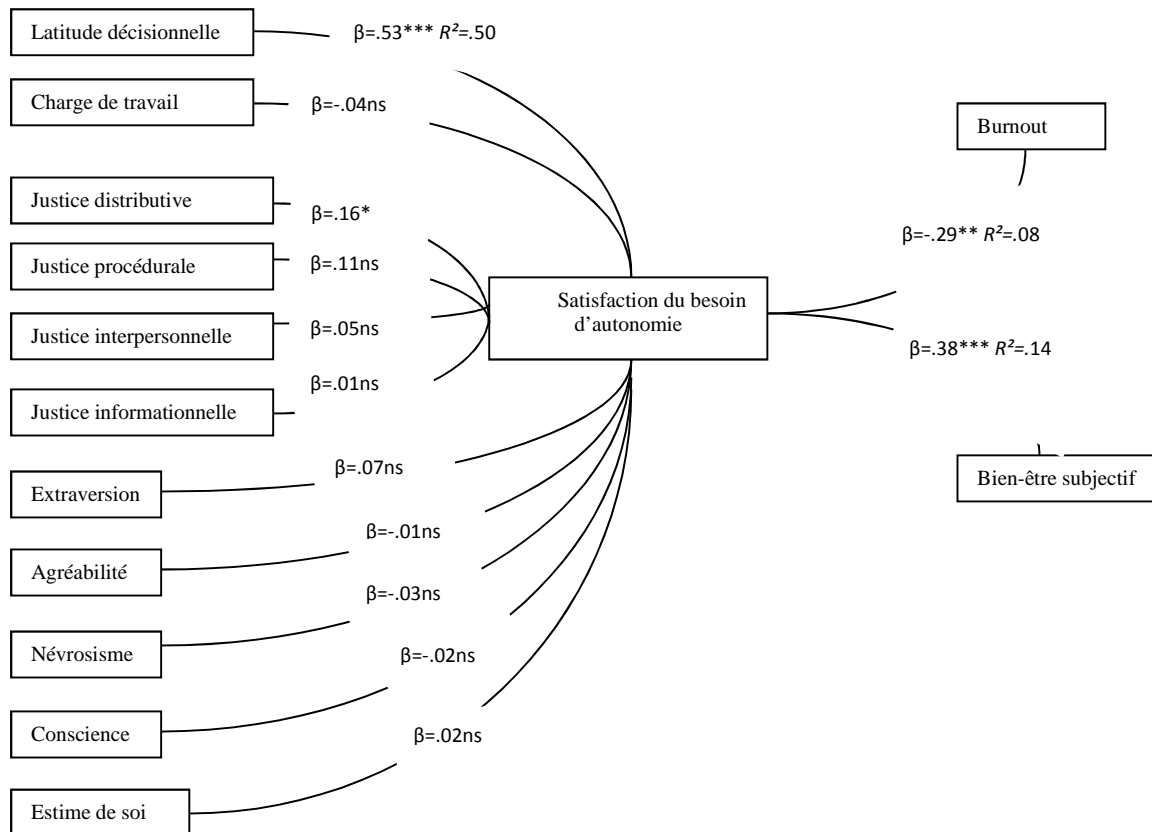 Latitude décisionnelle
β=.53*** R²=.50
Charge de travail
β=-.04ns
Justice distributive
β=.16*
Justice procédurale
β=.11ns
Justice interpersonnelle
β=.05ns
Justice informationnelle
β=.01ns
Extraversion
β=.07ns
Agréabilité
β=-.01ns
Névrosisme
β=-.03ns
Conscience
β=-.02ns
Estime de soi
β=.02ns
Satisfaction du besoin
d’autonomie
Burnout
β=-.29** R²=.08
β=.38*** R²=.14
Bien-être subjectif